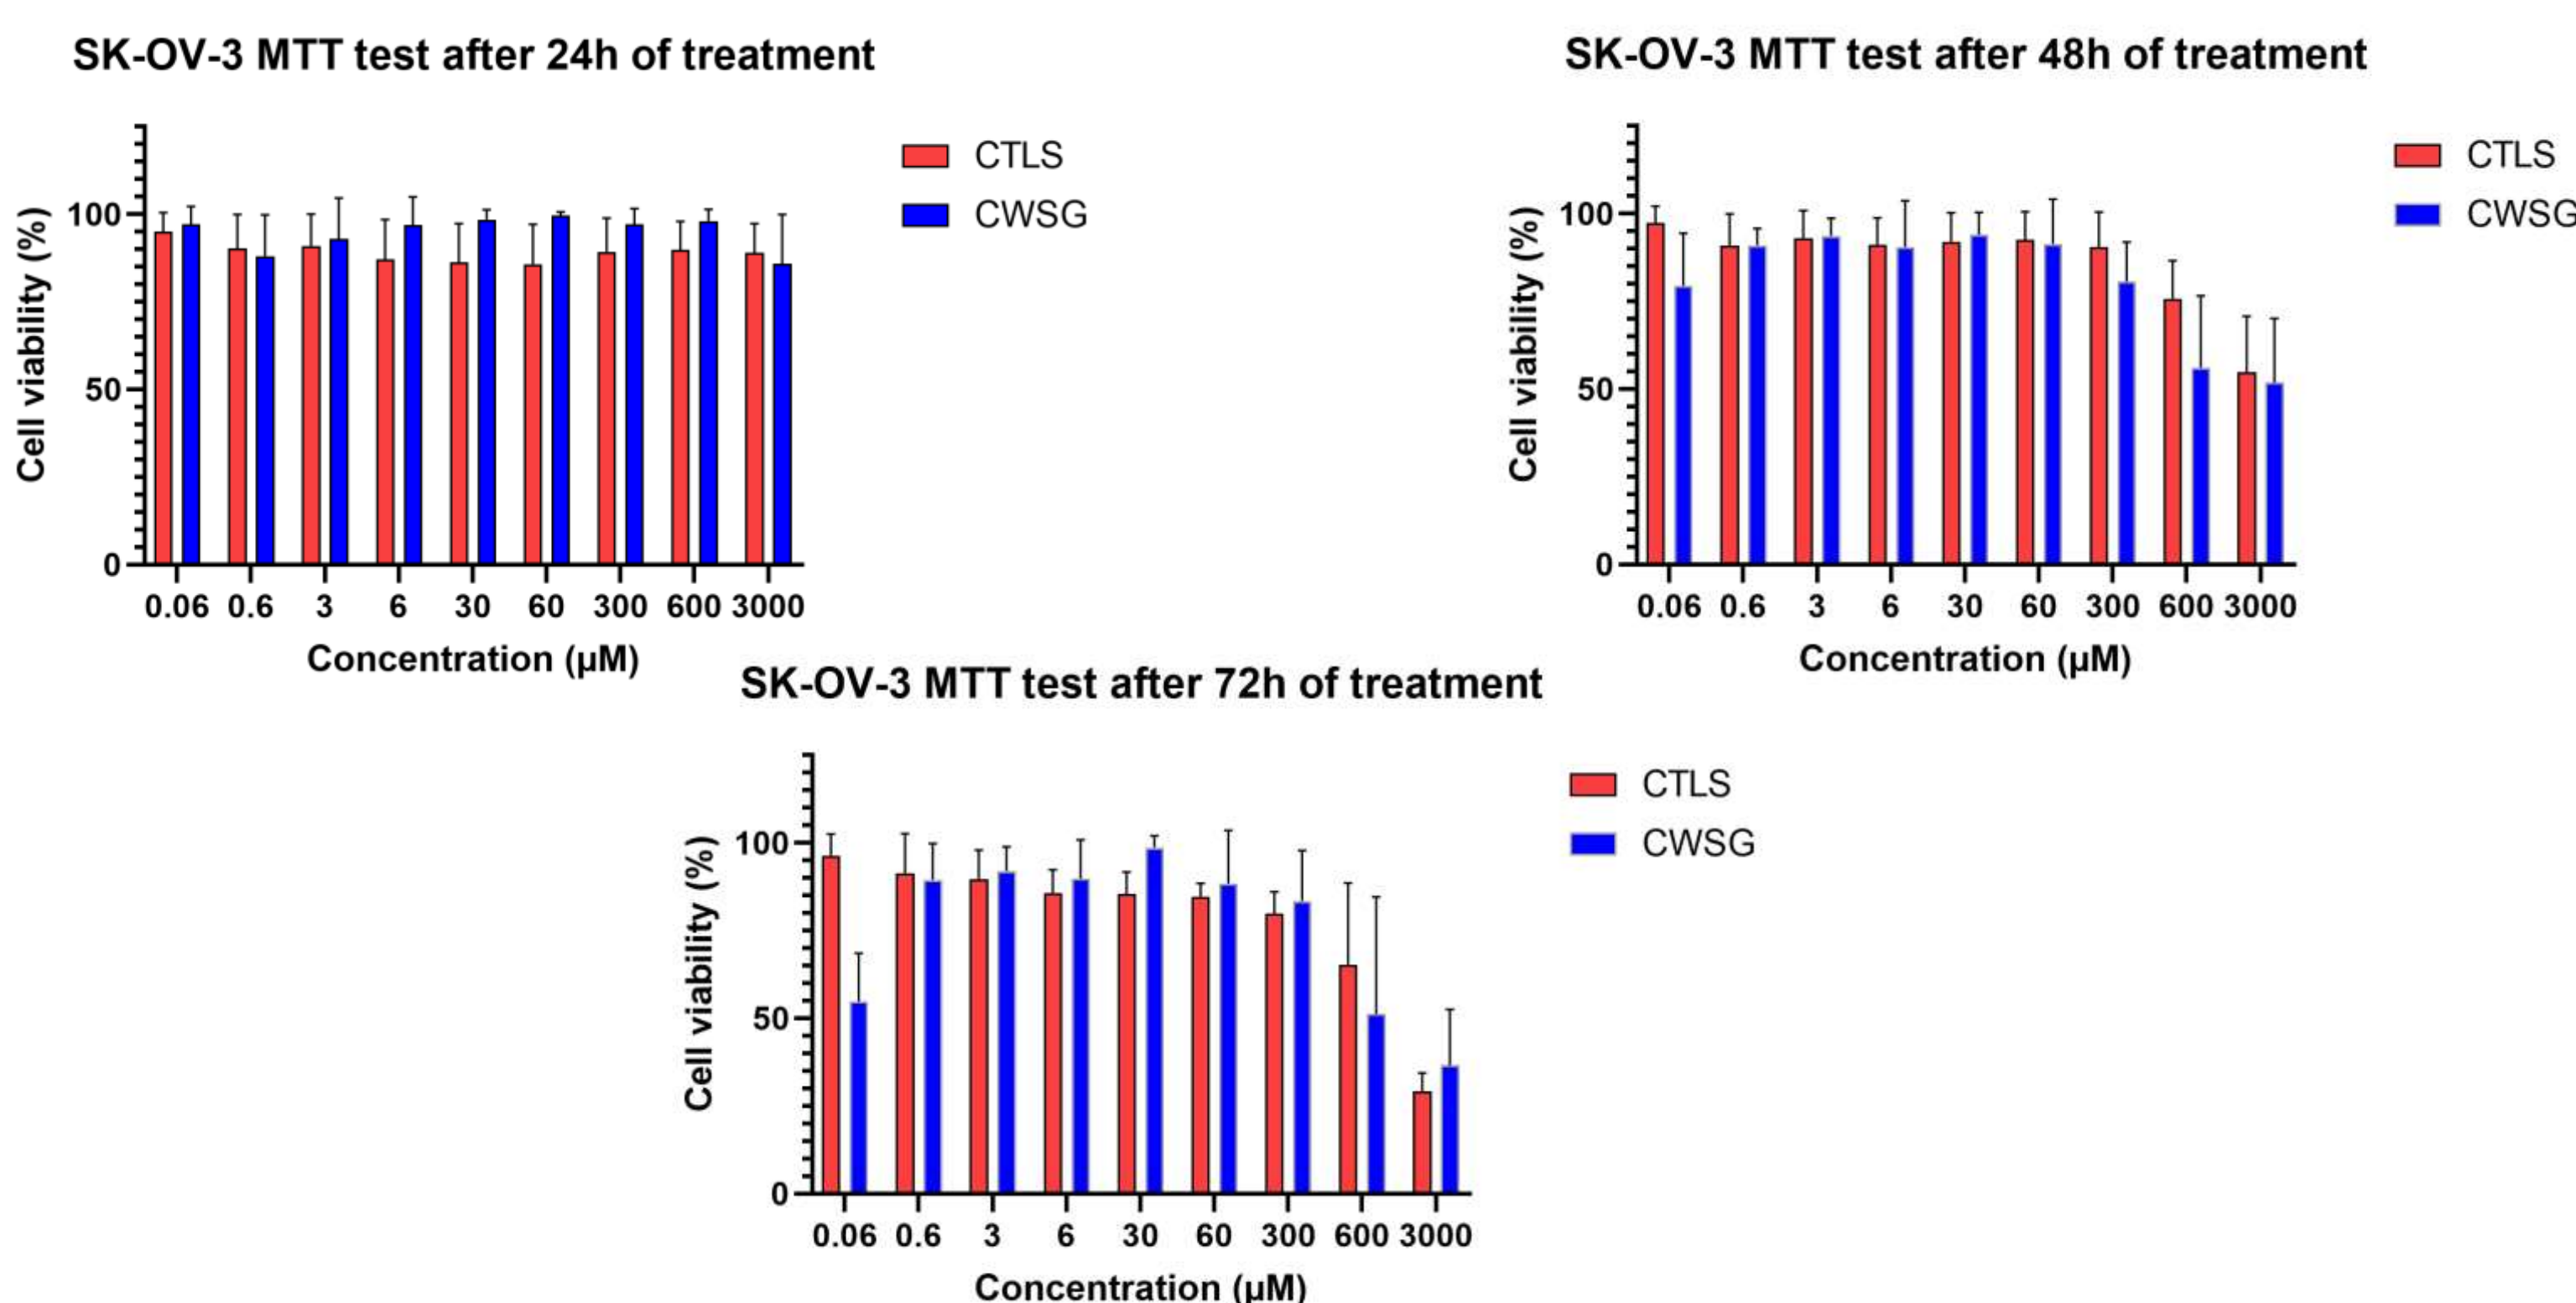 SK-OV-3 MTT test after 24h of treatment
Cell viability (%)
100
50
0
0.06 0.6 3 6 30 60 300 600 3000
Concentration (µM)
CTLS
CWSG
SK-OV-3 MTT test after 48h of treatment
Cell viability (%)
100
50
0
0.06 0.6 3 6 30 60 300 600 3000
Concentration (µM)
CTLS
CWSG
SK-OV-3 MTT test after 72h of treatment
Cell viability (%)
100
50
0
0.06 0.6 3 6 30 60 300 600 3000
Concentration (µM)
CTLS
CWSG